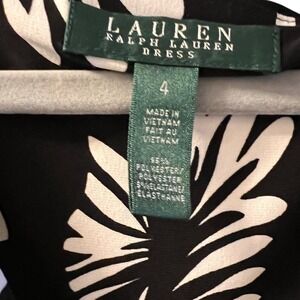 LAUREN
RALPH LAUREN
DRESS
4
MADE IN
VIETNAM
FAIT AU
VIETNAM
95%
POLYESTER/
POLYESTER
5%ELASTANE/
ELASTHANNE